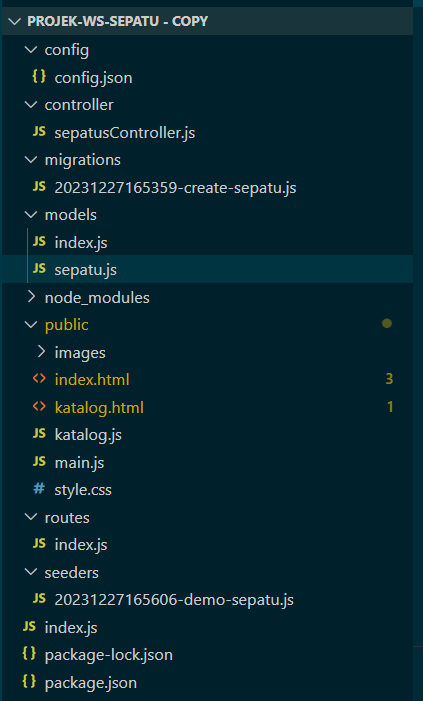 PROJEK-WS-SEPATU - COPY
config
{} config.json
controller
JS sepatusController.js
migrations
JS 20231227165359-create-sepatu.js
models
JS index.js
JS sepatu.js
node_modules
public
images
<> index.html 3
<> katalog.html 1
JS katalog.js
JS main.js
# style.css
routes
JS index.js
seeders
JS 20231227165606-demo-sepatu.js
JS index.js
{} package-lock.json
{} package.json